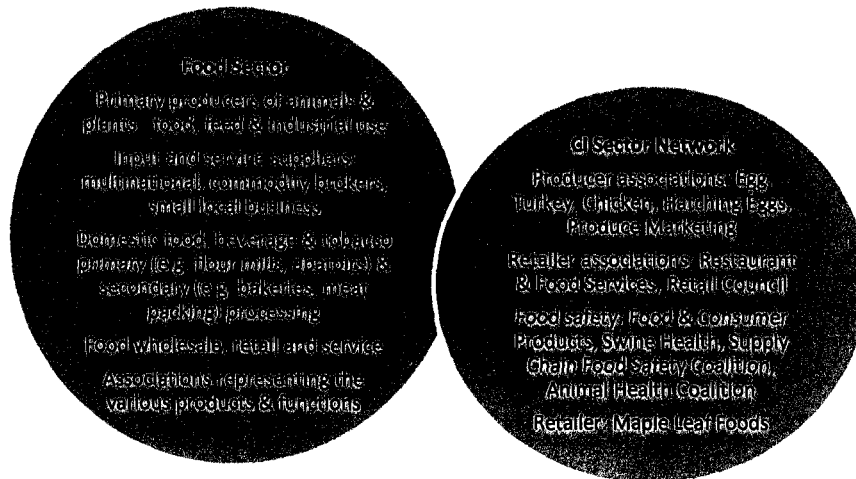 Food Sector
Primary producers of animals &
plants food, feed & industrial use
Input and service suppliers
multinational, commodity brokers,
small local business
Domestic food, beverage & tobacco
primary (e.g. flour mills, abattoirs) &
secondary (e.g. bakeries, meat
packing) processing
Food wholesale, retail and service
Associations representing the
various products & functions
CI Sector Network
Producer associations: Egg,
Turkey, Chicken, Hatching Eggs,
Produce Marketing
Retailer associations: Restaurant
& Food Services, Retail Council
Food safety: Food & Consumer
Products, Swine Health, Supply
Chain Food Safety Coalition,
Animal Health Coalition
Retailer: Maple Leaf Foods